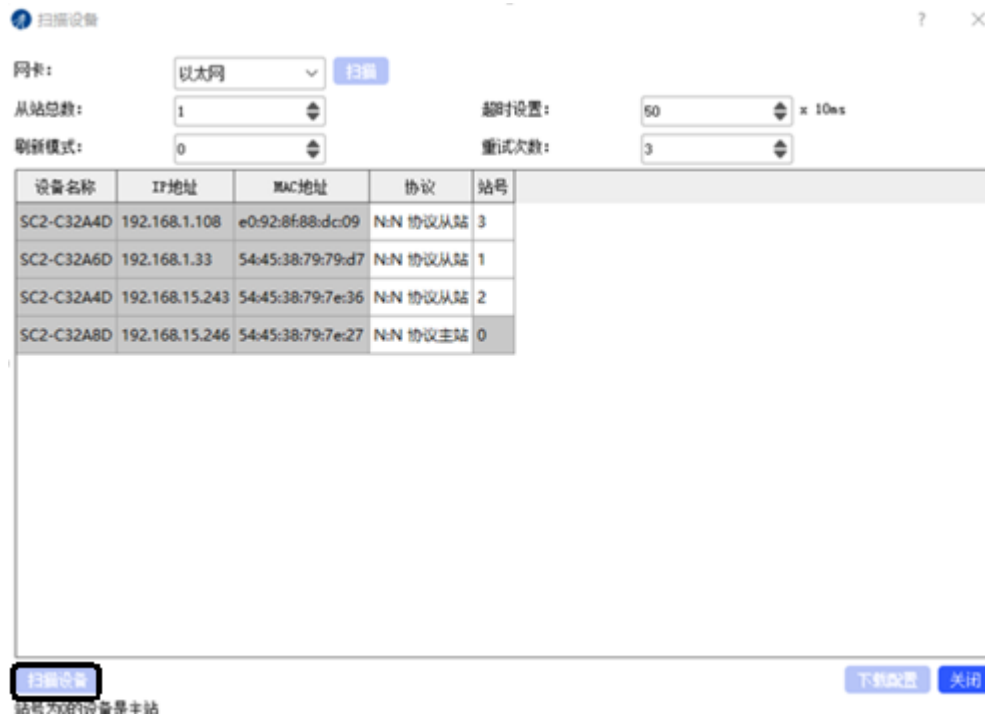 扫描设备 ?
网卡: 以太网 扫描
从站总数: 1 超时设置: 50 x 10ms
刷新模式: 0 重试次数: 3
设备名称 IP地址 MAC地址 协议 站号
SC2-C32A4D 192.168.1.108 e0:92:8f:88:dc:09 N:N 协议从站 3
SC2-C32A6D 192.168.1.33 54:45:38:79:79:d7 N:N 协议从站 1
SC2-C32A4D 192.168.15.243 54:45:38:79:7e:36 N:N 协议从站 2
SC2-C32A8D 192.168.15.246 54:45:38:79:7e:27 N:N 协议主站 0
扫描设备 下载配置 关闭
站号为0的设备是主站